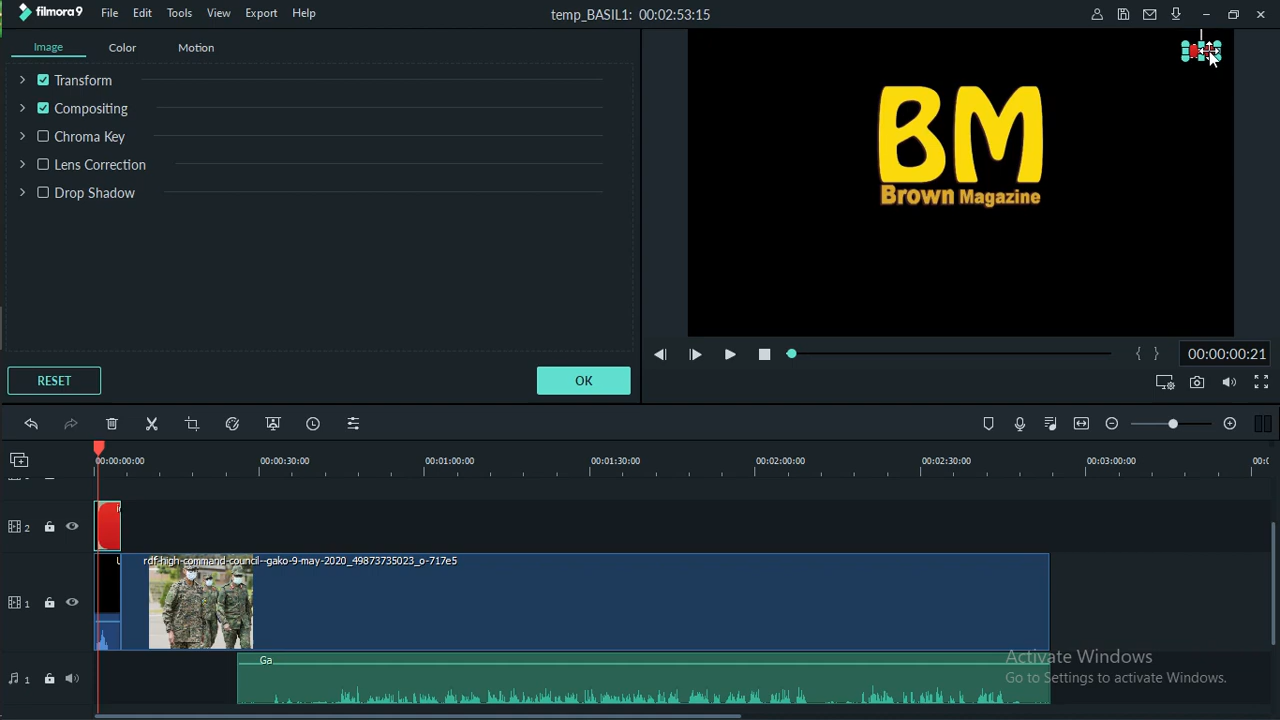 filmora9 File Edit Tools View Export Help temp_BASIL1: 00:02:53:15
Image Color Motion
Transform
Compositing
Chroma Key
Lens Correction
Drop Shadow
BM
Brown Magazine
RESET OK
00:00:00:21
00:00:00:00 00:00:30:00 00:01:00:00 00:01:30:00 00:02:00:00 00:02:30:00 00:03:00:00
2
rdf-high-command-council--gako-9-may-2020_49873735023_o-717e5
1
Ga
1
Activate Windows
Go to Settings to activate Windows.